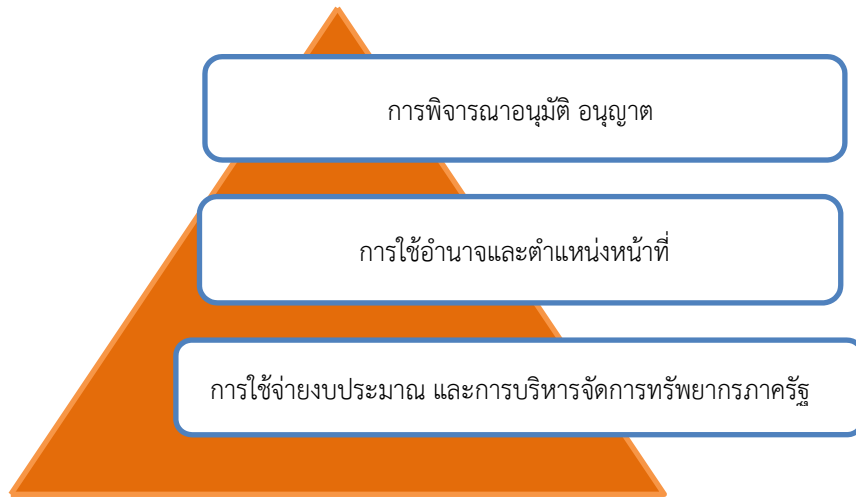 การพิจารณาอนุมัติ อนุญาต
การใช้อำนาจและตำแหน่งหน้าที่
การใช้จ่ายงบประมาณ และการบริหารจัดการทรัพยากรภาครัฐ